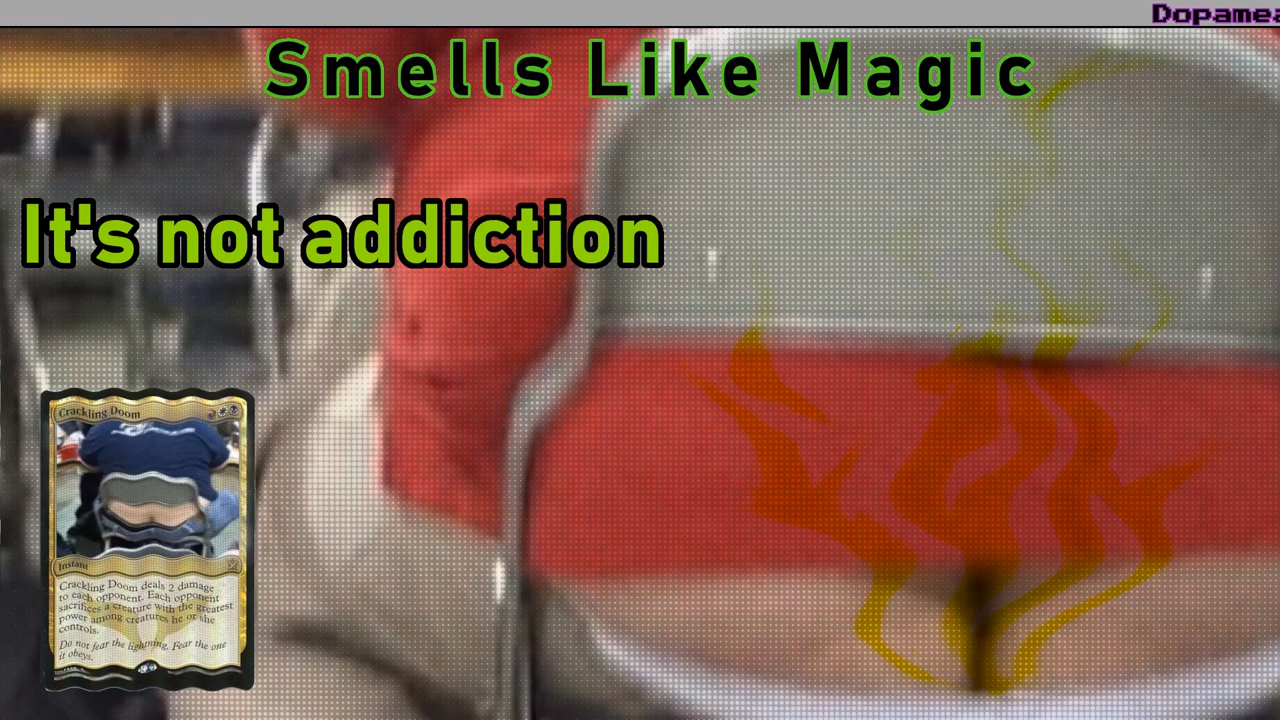 Dopame
Smells Like Magic
It's not addiction
Crackling Doom
Instant
Crackling Doom deals 2 damage
to each opponent. Each opponent
sacrifices a creature with the greatest
power among creatures he or she
controls.
Do not fear the lightning. Fear the one
it obeys.